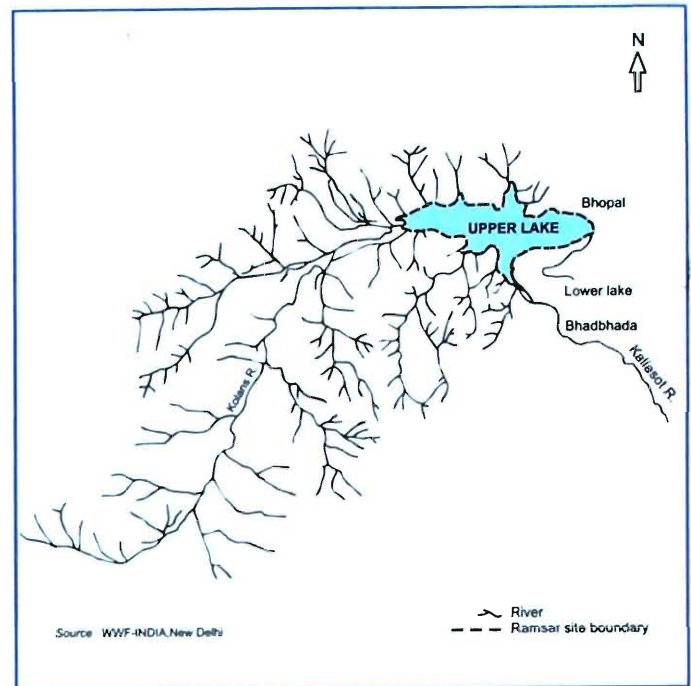 N
Bhopal
UPPER LAKE
Lower lake
Bhadbhada
Kaliasot R.
Kolans R.
River
Ramsar site boundary
Source WWF-INDIA,New Delhi